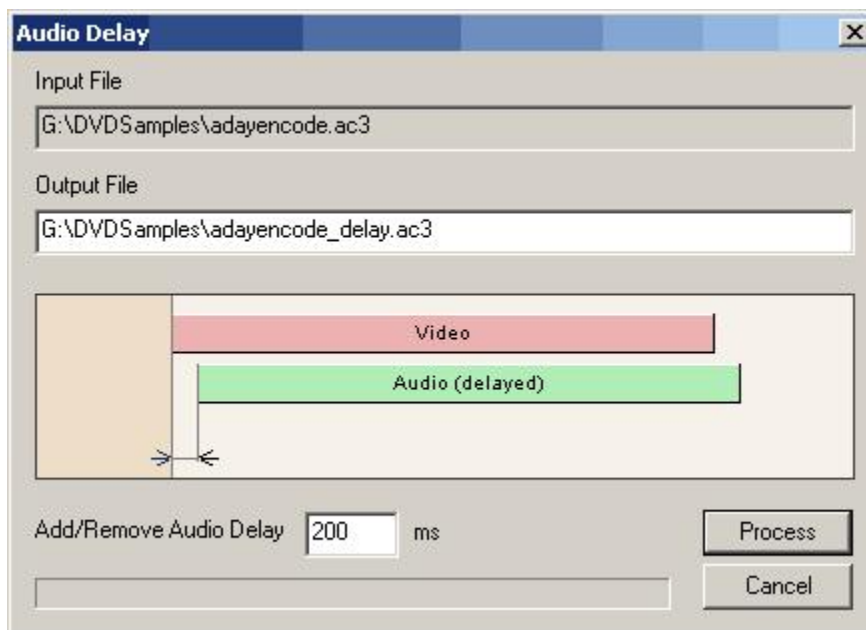 Audio Delay
Input File
G:\DVDSamples\adayencode.ac3
Output File
G:\DVDSamples\adayencode_delay.ac3
Video
Audio (delayed)
Add/Remove Audio Delay 200 ms
Process
Cancel